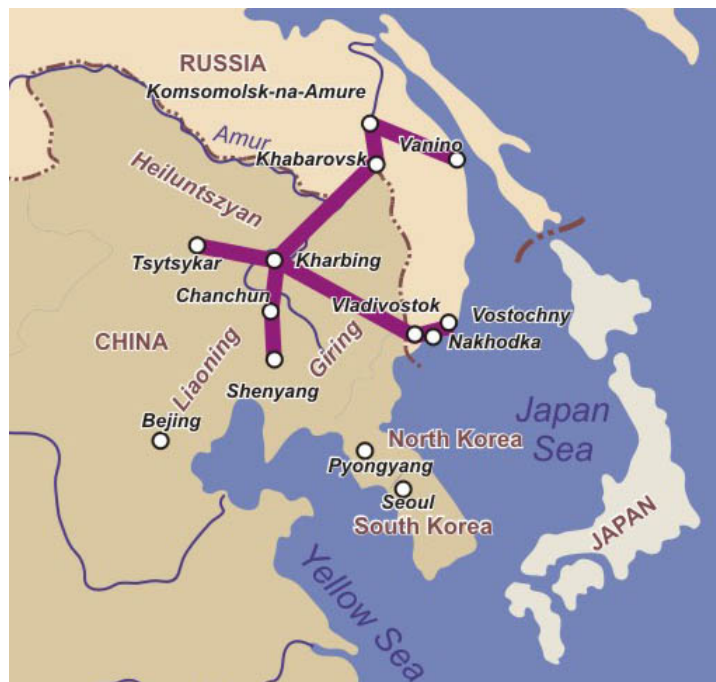 RUSSIA
Komsomolsk-na-Amure
Amur
Vanino
Khabarovsk
Heiluntszyan
Tsytsykar
Kharbing
Chanchun
Vladivostok
Vostochny
CHINA
Liaoning
Giring
Nakhodka
Shenyang
Bejing
Japan
Sea
North Korea
Pyongyang
Seoul
South Korea
JAPAN
Yellow Sea